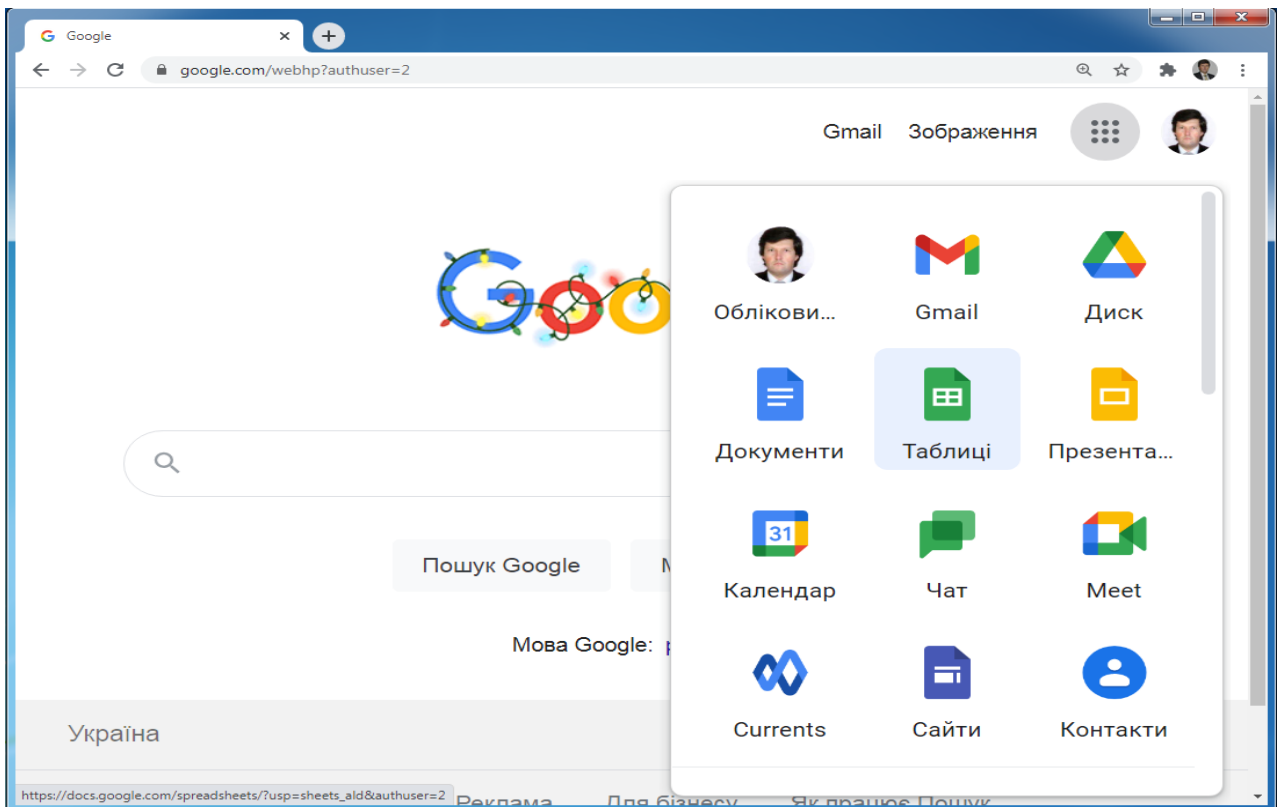 Google
google.com/webhp?authuser=2
Gmail Зображення
Goo
Облікови... Gmail Диск
Документи Таблиці Презента...
31
Календар Чат Meet
Пошук Google
Мова Google:
Currents Сайти Контакти
Україна
https://docs.google.com/spreadsheets/?usp=sheets_ald&authuser=2 Реклама Для бізнесу Як працює Пошук